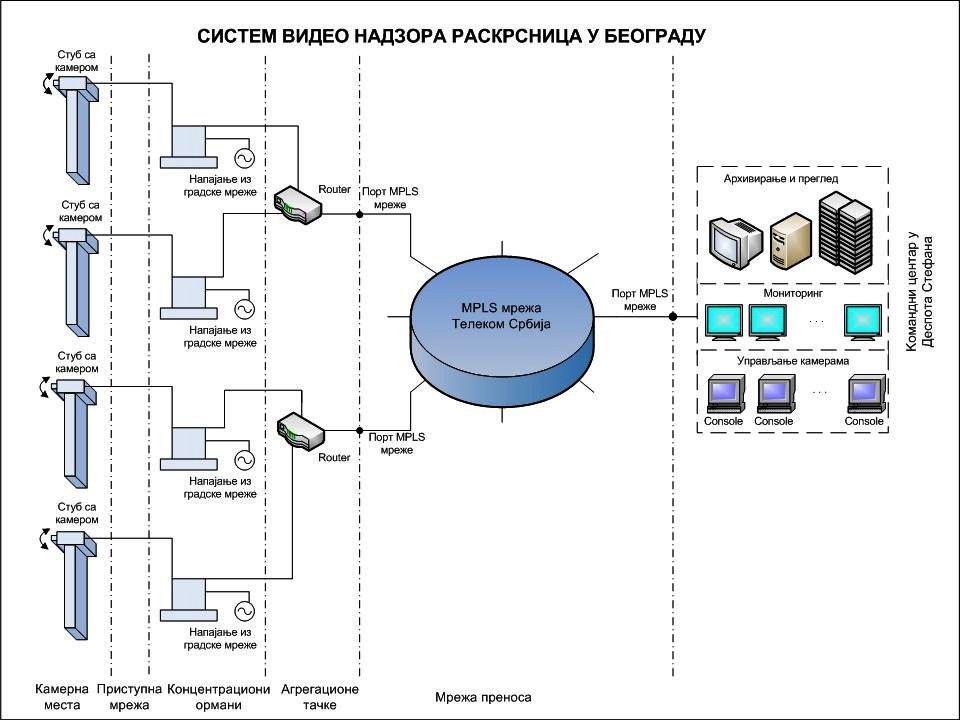 СИСТЕМ ВИДЕО НАДЗОРА РАСКРСНИЦА У БЕОГРАДУ
Стуб са
камером
Напајање из
градске мреже
Router
Порт MPLS
мреже
Стуб са
камером
Напајање из
градске мреже
Стуб са
камером
Напајање из
градске мреже
Router
Порт MPLS
мреже
Стуб са
камером
Напајање из
градске мреже
MPLS мрежа
Телеком Србија
Порт MPLS
мреже
Архивирање и преглед
Мониторинг
. . .
Управљање камерама
. . .
Console
Console
Console
Командни центар у
Деспота Стефана
Камерна
места
Приступна
мрежа
Концентрациони
ормани
Агрегационе
тачке
Мрежа преноса